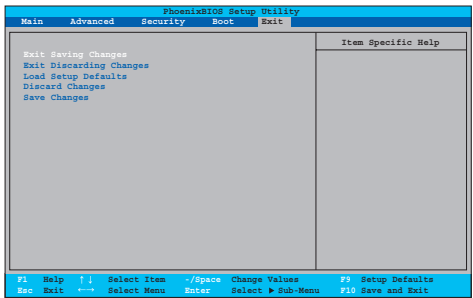 PhoenixBIOS Setup Utility
Main Advanced Security Boot Exit
Item Specific Help
Exit Saving Changes
Exit Discarding Changes
Load Setup Defaults
Discard Changes
Save Changes
F1 Help ↑↓ Select Item -/Space Change Values F9 Setup Defaults
Esc Exit ←→ Select Menu Enter Select ▶ Sub-Menu F10 Save and Exit